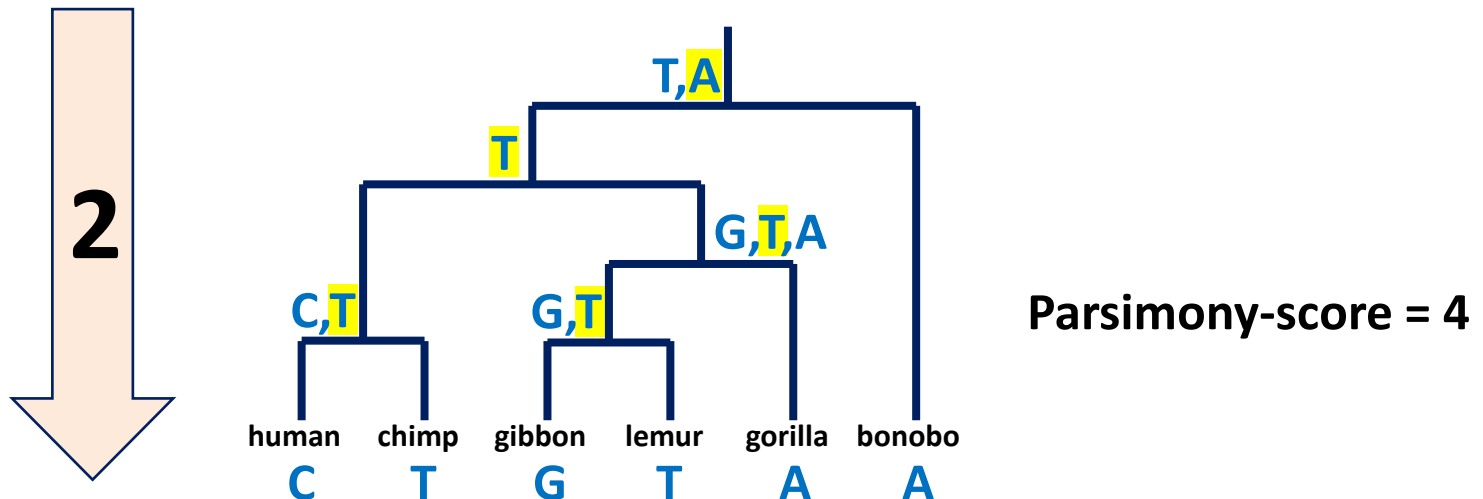 T,A
T
2
G,T,A
C,T
G,T
Parsimony-score = 4
human chimp gibbon lemur gorilla bonobo
C T G T A A